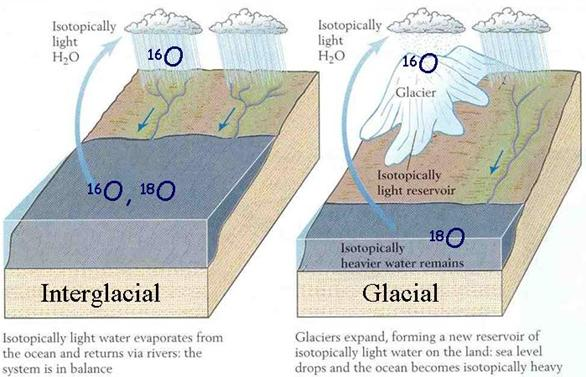 Isotopically
light
H₂O
¹⁶O
¹⁶O, ¹⁸O
Interglacial
Isotopically light water evaporates from
the ocean and returns via rivers: the
system is in balance
Isotopically
light
H₂O
¹⁶O
Glacier
Isotopically
light reservoir
¹⁸O
Isotopically
heavier water remains
Glacial
Glaciers expand, forming a new reservoir of
isotopically light water on the land: sea level
drops and the ocean becomes isotopically heavy